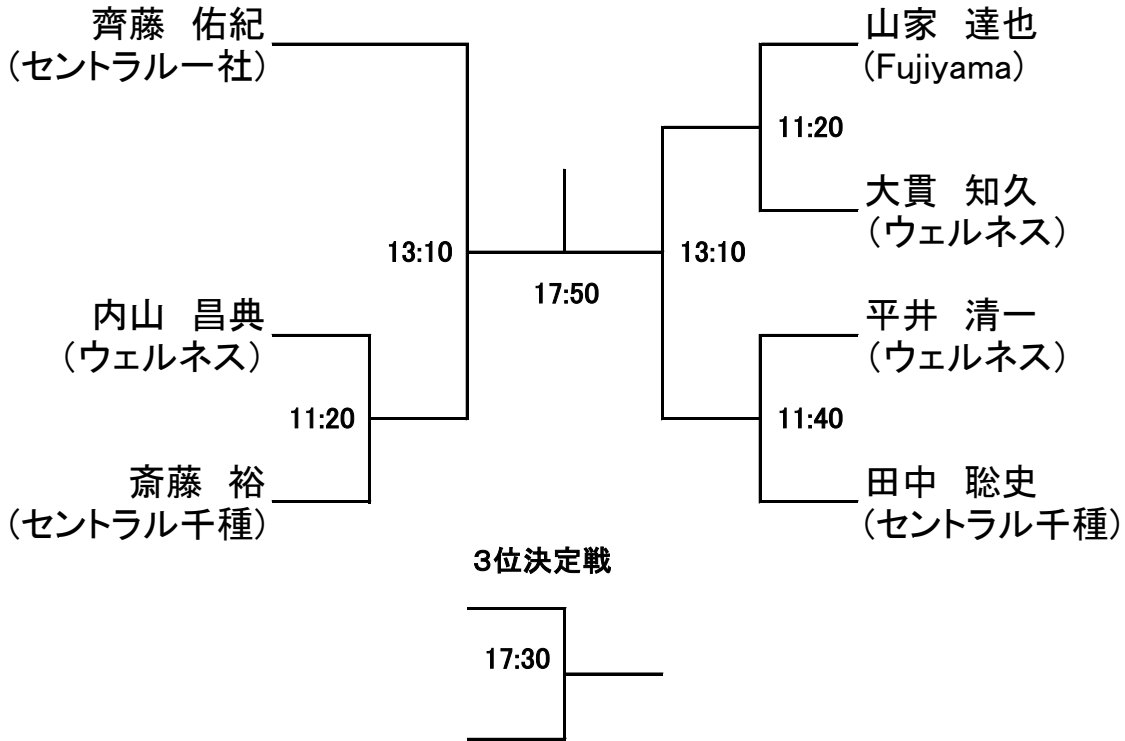 齊藤　佑紀
（セントラル一社）
内山　昌典
（ウェルネス）
斎藤　裕
（セントラル千種）
13:10
11:20
17:50
山家　達也
（Fujiyama）
11:20
大貫　知久
（ウェルネス）
13:10
平井　清一
（ウェルネス）
11:40
田中　聡史
（セントラル千種）
３位決定戦
17:30